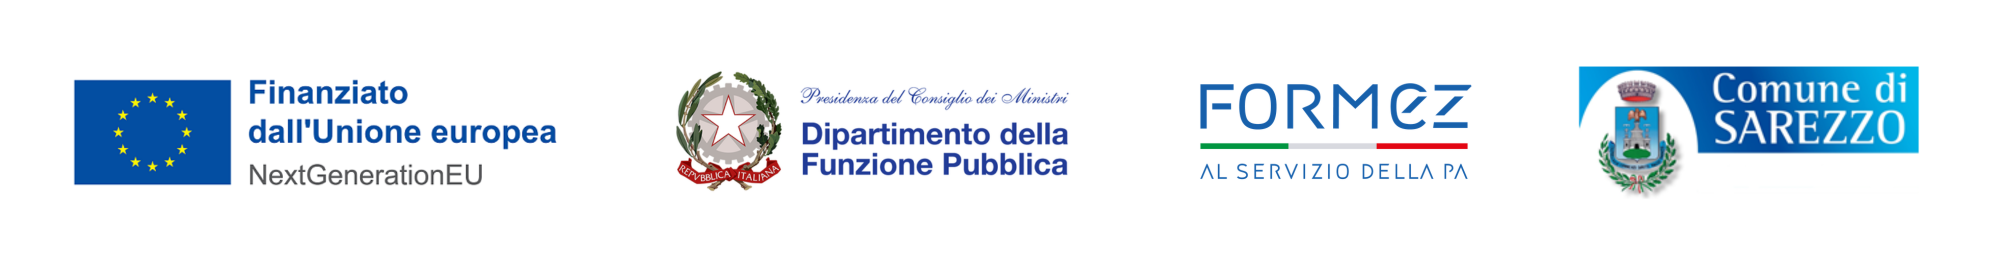 Finanziato
dall'Unione europea
NextGenerationEU
REPVBBLICA ITALIANA
Presidenza del Consiglio dei Ministri
Dipartimento della
Funzione Pubblica
FORMEZ
AL SERVIZIO DELLA PA
Comune di
SAREZZO